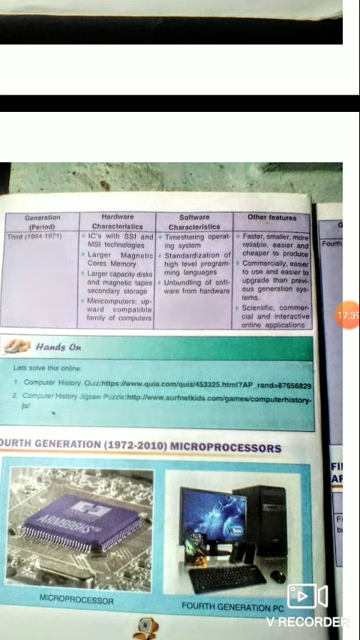 Generation
(Period)
Hardware
Characteristics
Software
Characteristics
Other features
Third (1964-1971)
IC's with SSI and
MSI technologies
Larger Magnetic
Cores Memory
Larger capacity disks
and magnetic tapes
secondary storage
Minicomputers; up-
ward compatible
family of computers
Timesharing operat-
ing system
Standardization of
high level program-
ming languages
Unbundling of soft-
ware from hardware
Faster, smaller, more
reliable, easier and
cheaper to produce
Commercially, easier
to use and easier to
upgrade than previ-
ous generation sys-
tems.
Scientific, commer-
cial and interactive
online applications
Fourth
17:39
Hands On
Lets solve this online:
1. Computer History Quiz:https://www.quia.com/quiz/453325.html?AP_rand=87656829
2. Computer History Jigsaw Puzzle:http://www.surfnetkids.com/games/computerhistory-
js/
OURTH GENERATION (1972-2010) MICROPROCESSORS
MICROPROCESSOR
FOURTH GENERATION PC
V RECORDER